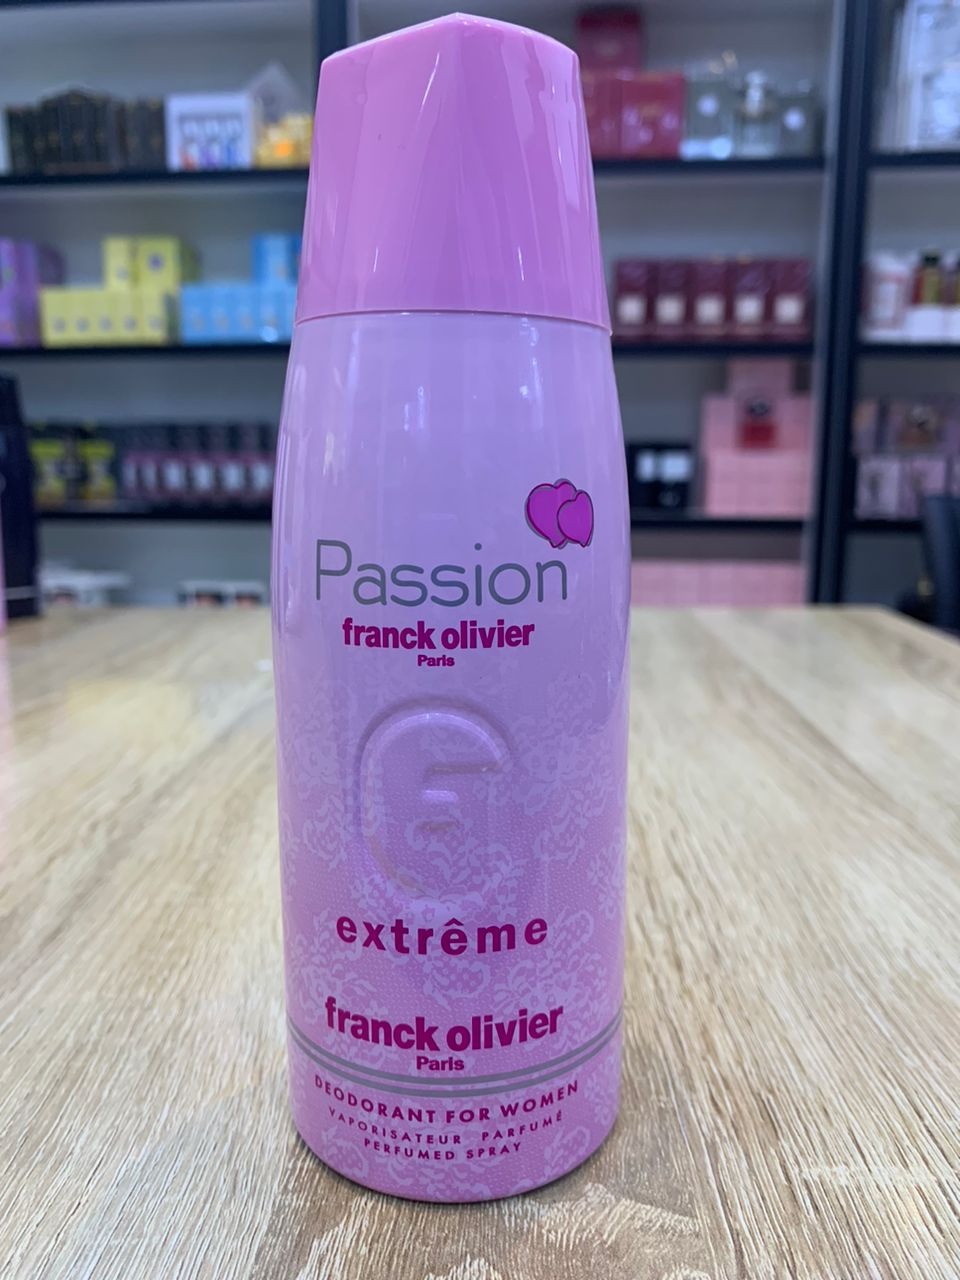 Passion
franck olivier
Paris
extrême
franck olivier
Paris
DEODORANT FOR WOMEN
VAPORISATEUR PARFUMÉ
PERFUMED SPRAY